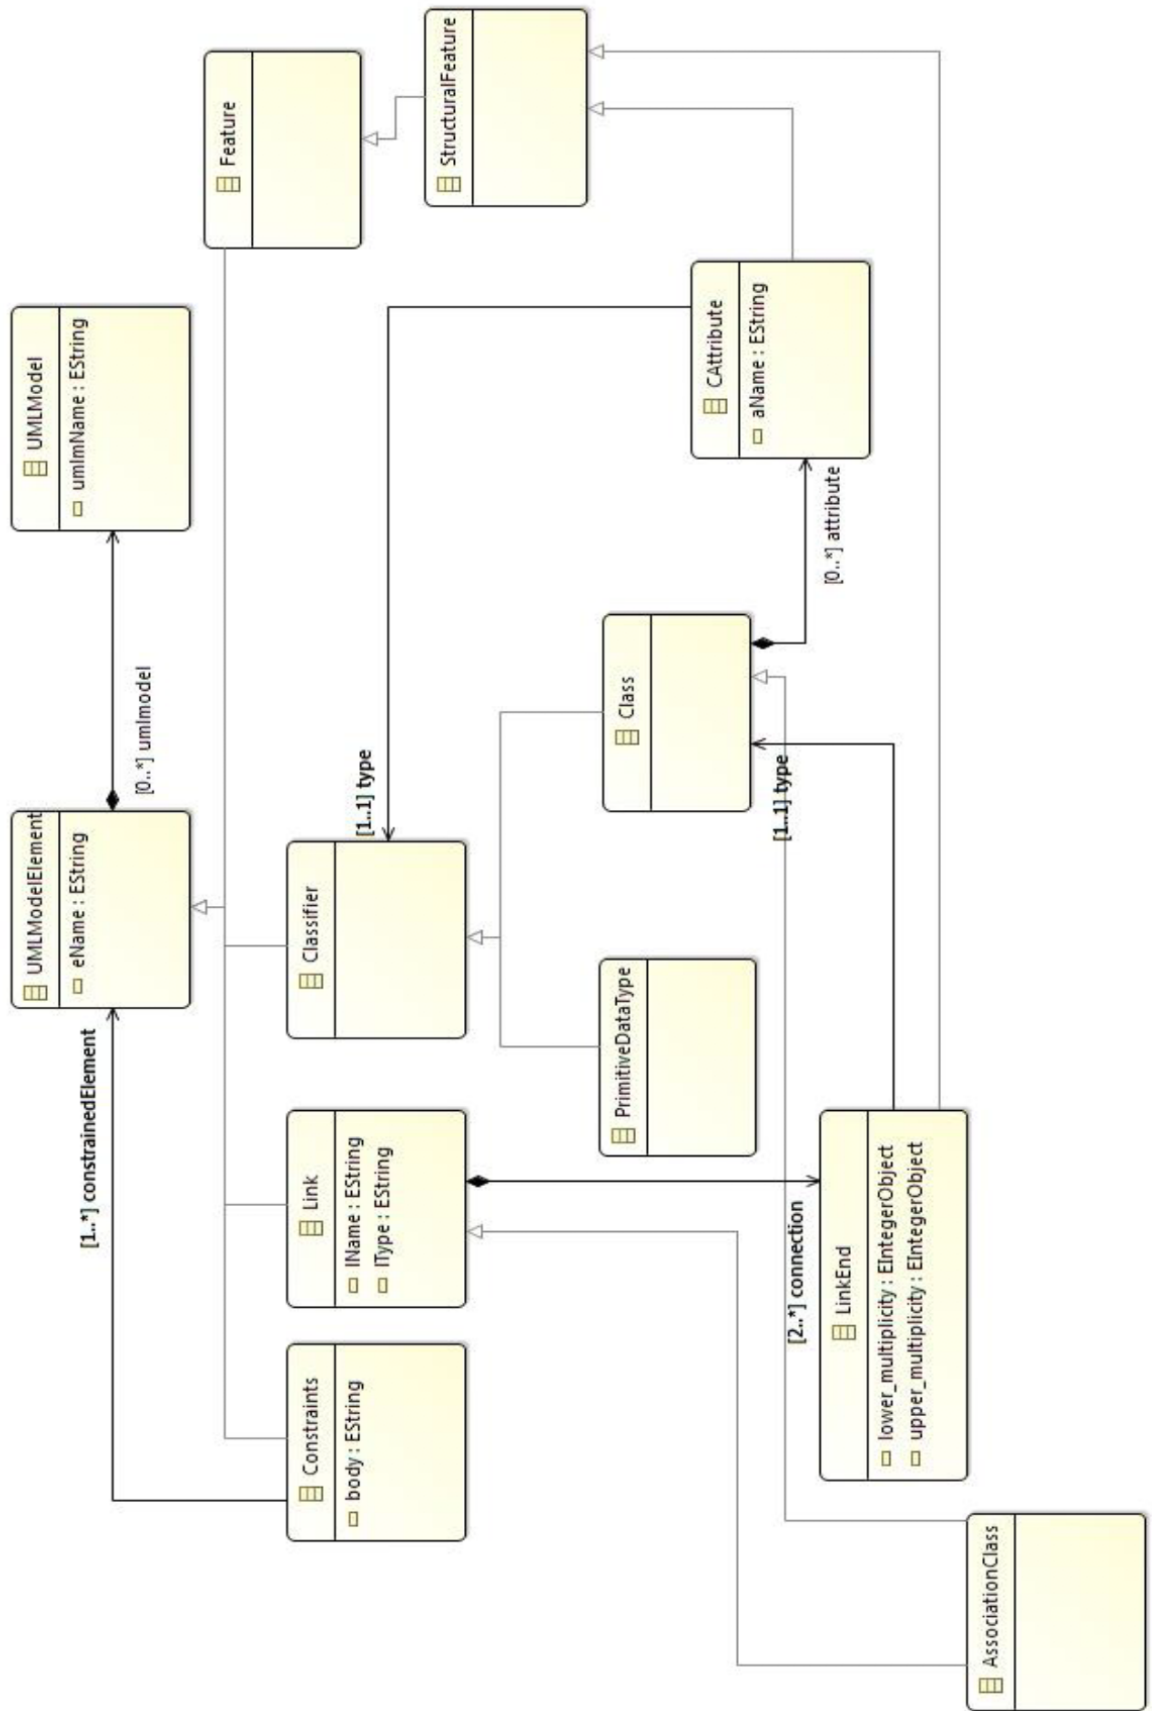 UMLModelElement
eName : EString
UMLModel
umlmName : EString
[1..*] constrainedElement
[0..*] umlmodel
Feature
Constraints
body : EString
Link
lName : EString
lType : EString
Classifier
[1..1] type
StructuralFeature
PrimitiveDataType
Class
CAttribute
aName : EString
[2..*] connection
[1..1] type
[0..*] attribute
LinkEnd
lower_multiplicity : EIntegerObject
upper_multiplicity : EIntegerObject
AssociationClass